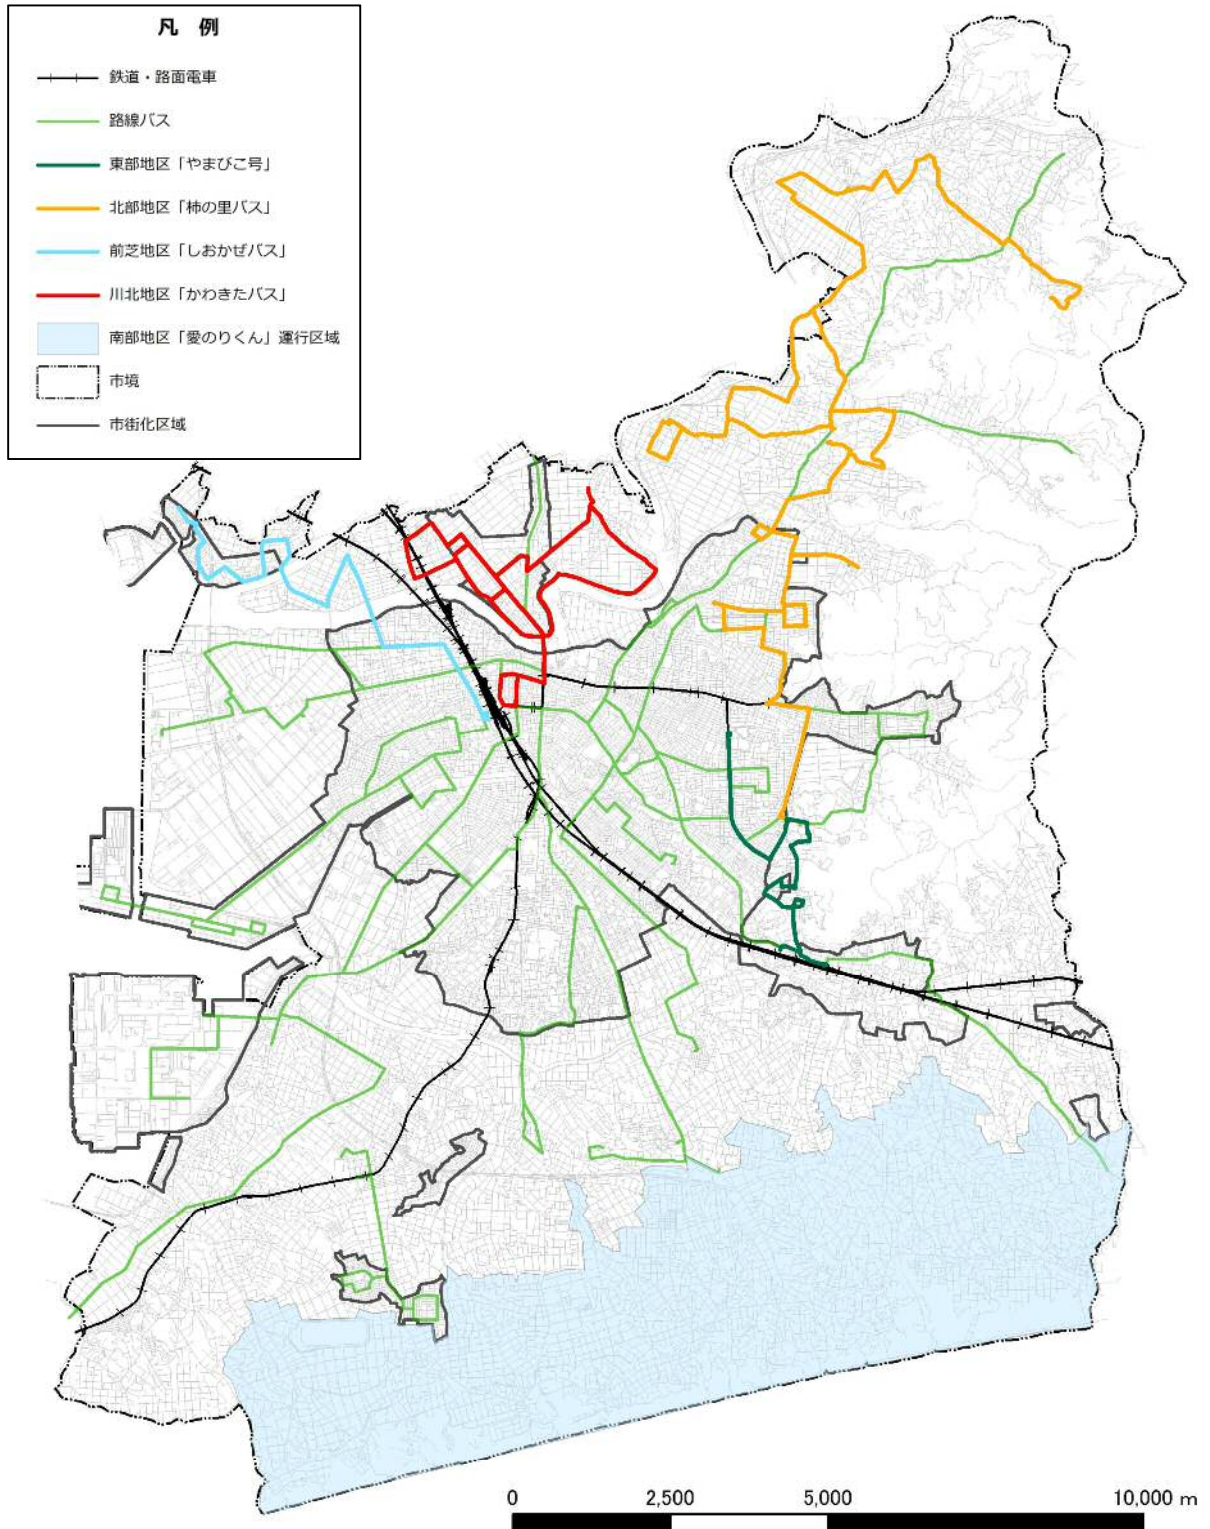 凡 例
鉄道・路面電車
路線バス
東部地区「やまびこ号」
北部地区「柿の里バス」
前芝地区「しおかぜバス」
川北地区「かわきたバス」
南部地区「愛のりくん」運行区域
市境
市街化区域
0 2,500 5,000 10,000 m